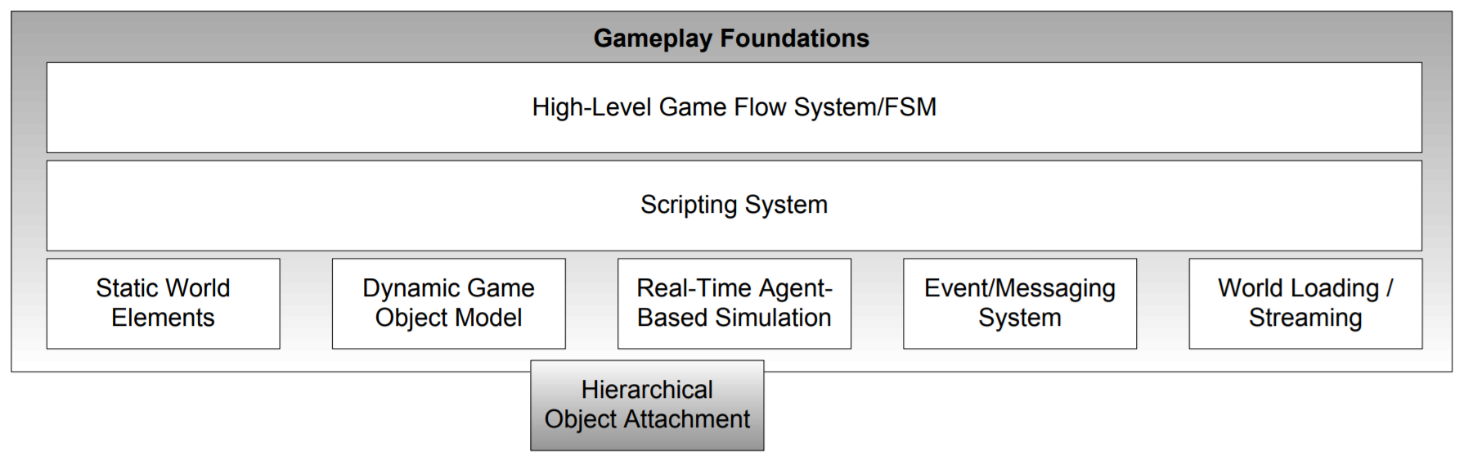 Gameplay Foundations
High-Level Game Flow System/FSM
Scripting System
Static World
Elements
Dynamic Game
Object Model
Real-Time Agent-
Based Simulation
Event/Messaging
System
World Loading /
Streaming
Hierarchical
Object Attachment